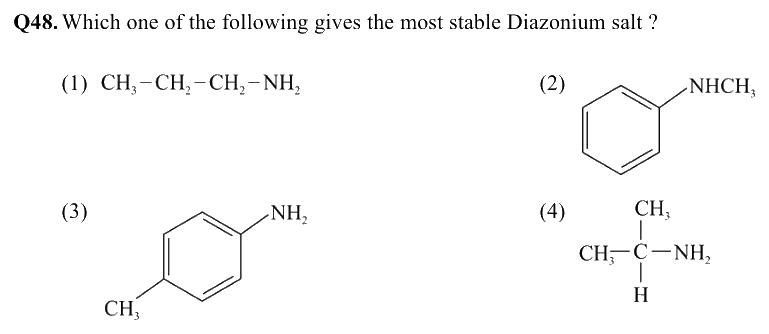 Q48. Which one of the following gives the most stable Diazonium salt ?
(1) CH₃−CH₂−CH₂−NH₂
(2) NHCH₃
(3) NH₂
CH₃
(4) CH₃
CH₃−C−NH₂
H